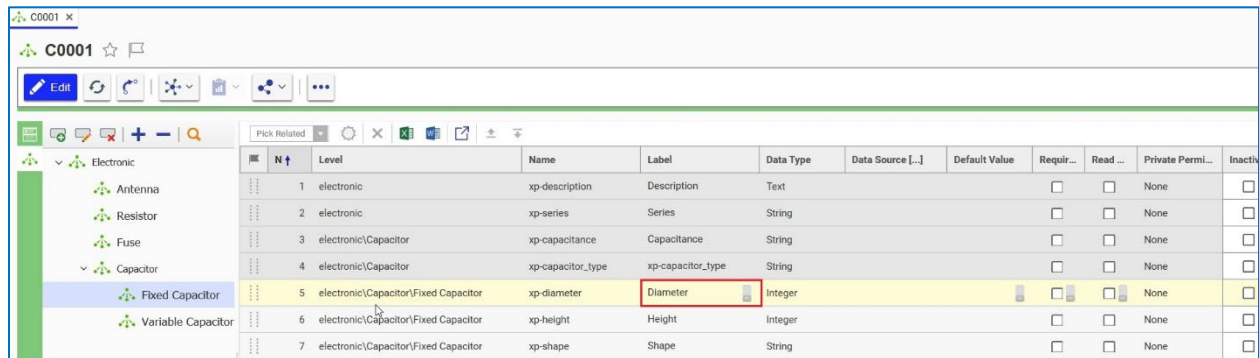 C0001 ×
C0001
Edit
Pick Related
N Level Name Label Data Type Data Source [...] Default Value Requir... Read ... Private Permi... Inactiv
Electronic
Antenna
Resistor
Fuse
Capacitor
Fixed Capacitor
Variable Capacitor
1 electronic xp-description Description Text None
2 electronic xp-series Series String None
3 electronic\Capacitor xp-capacitance Capacitance String None
4 electronic\Capacitor xp-capacitor_type xp-capacitor_type String None
5 electronic\Capacitor\Fixed Capacitor xp-diameter Diameter Integer None
6 electronic\Capacitor\Fixed Capacitor xp-height Height Integer None
7 electronic\Capacitor\Fixed Capacitor xp-shape Shape String None